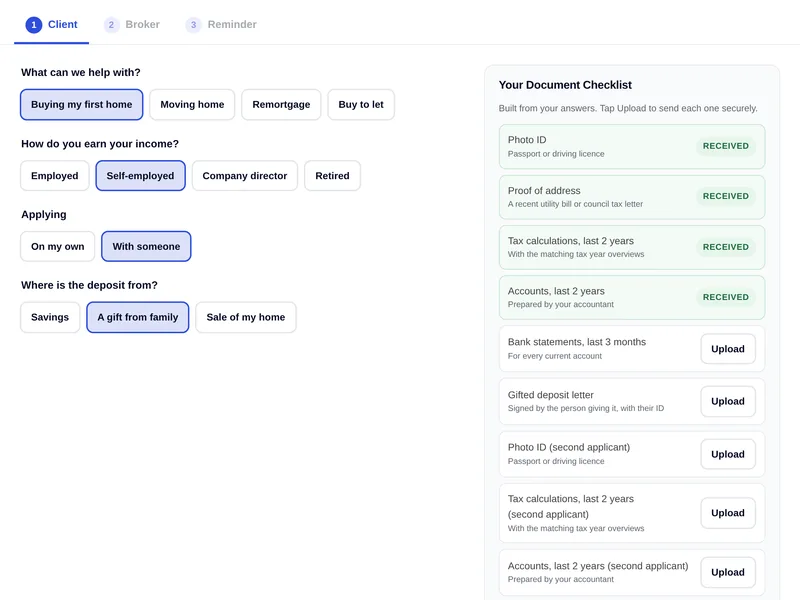 1 Client 2 Broker 3 Reminder
What can we help with?
Buying my first home Moving home Remortgage Buy to let
How do you earn your income?
Employed Self-employed Company director Retired
Applying
On my own With someone
Where is the deposit from?
Savings A gift from family Sale of my home
Your Document Checklist
Built from your answers. Tap Upload to send each one securely.
Photo ID
Passport or driving licence
RECEIVED
Proof of address
A recent utility bill or council tax letter
RECEIVED
Tax calculations, last 2 years
With the matching tax year overviews
RECEIVED
Accounts, last 2 years
Prepared by your accountant
RECEIVED
Bank statements, last 3 months
For every current account
Upload
Gifted deposit letter
Signed by the person giving it, with their ID
Upload
Photo ID (second applicant)
Passport or driving licence
Upload
Tax calculations, last 2 years
(second applicant)
With the matching tax year overviews
Upload
Accounts, last 2 years (second applicant)
Prepared by your accountant
Upload